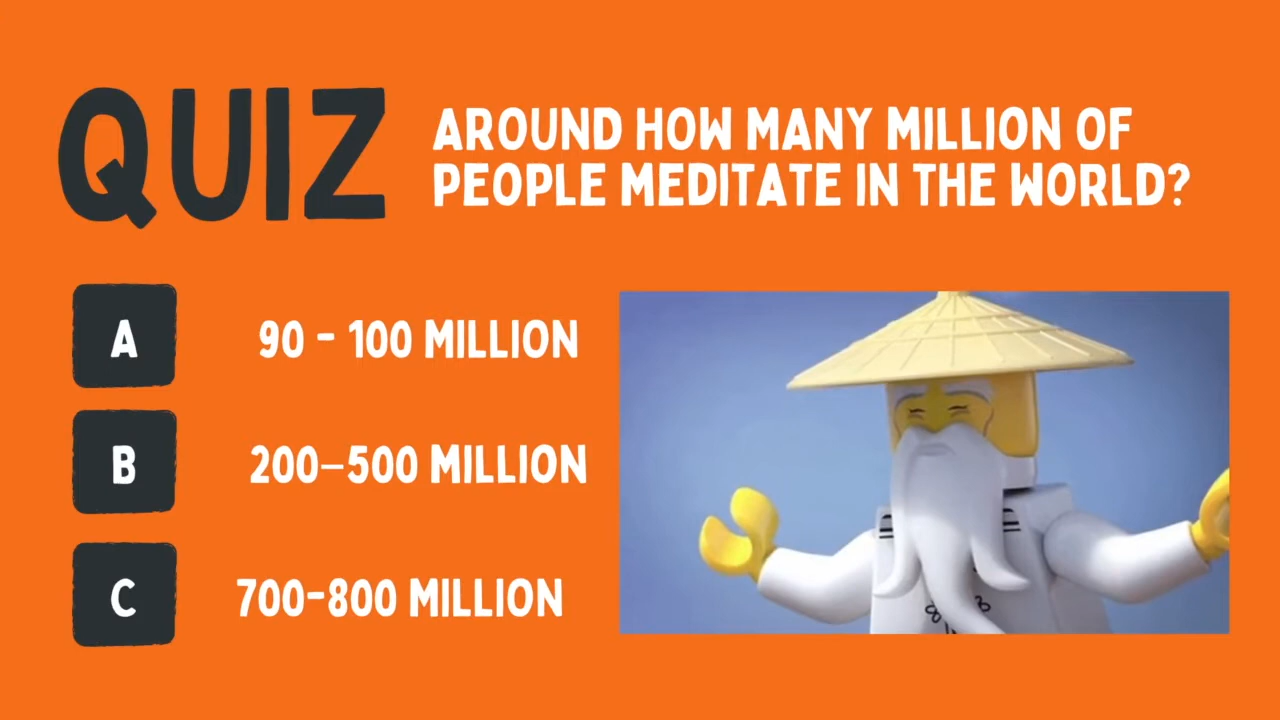 QUIZ
AROUND HOW MANY MILLION OF
PEOPLE MEDITATE IN THE WORLD?
A 90 - 100 MILLION
B 200–500 MILLION
C 700-800 MILLION